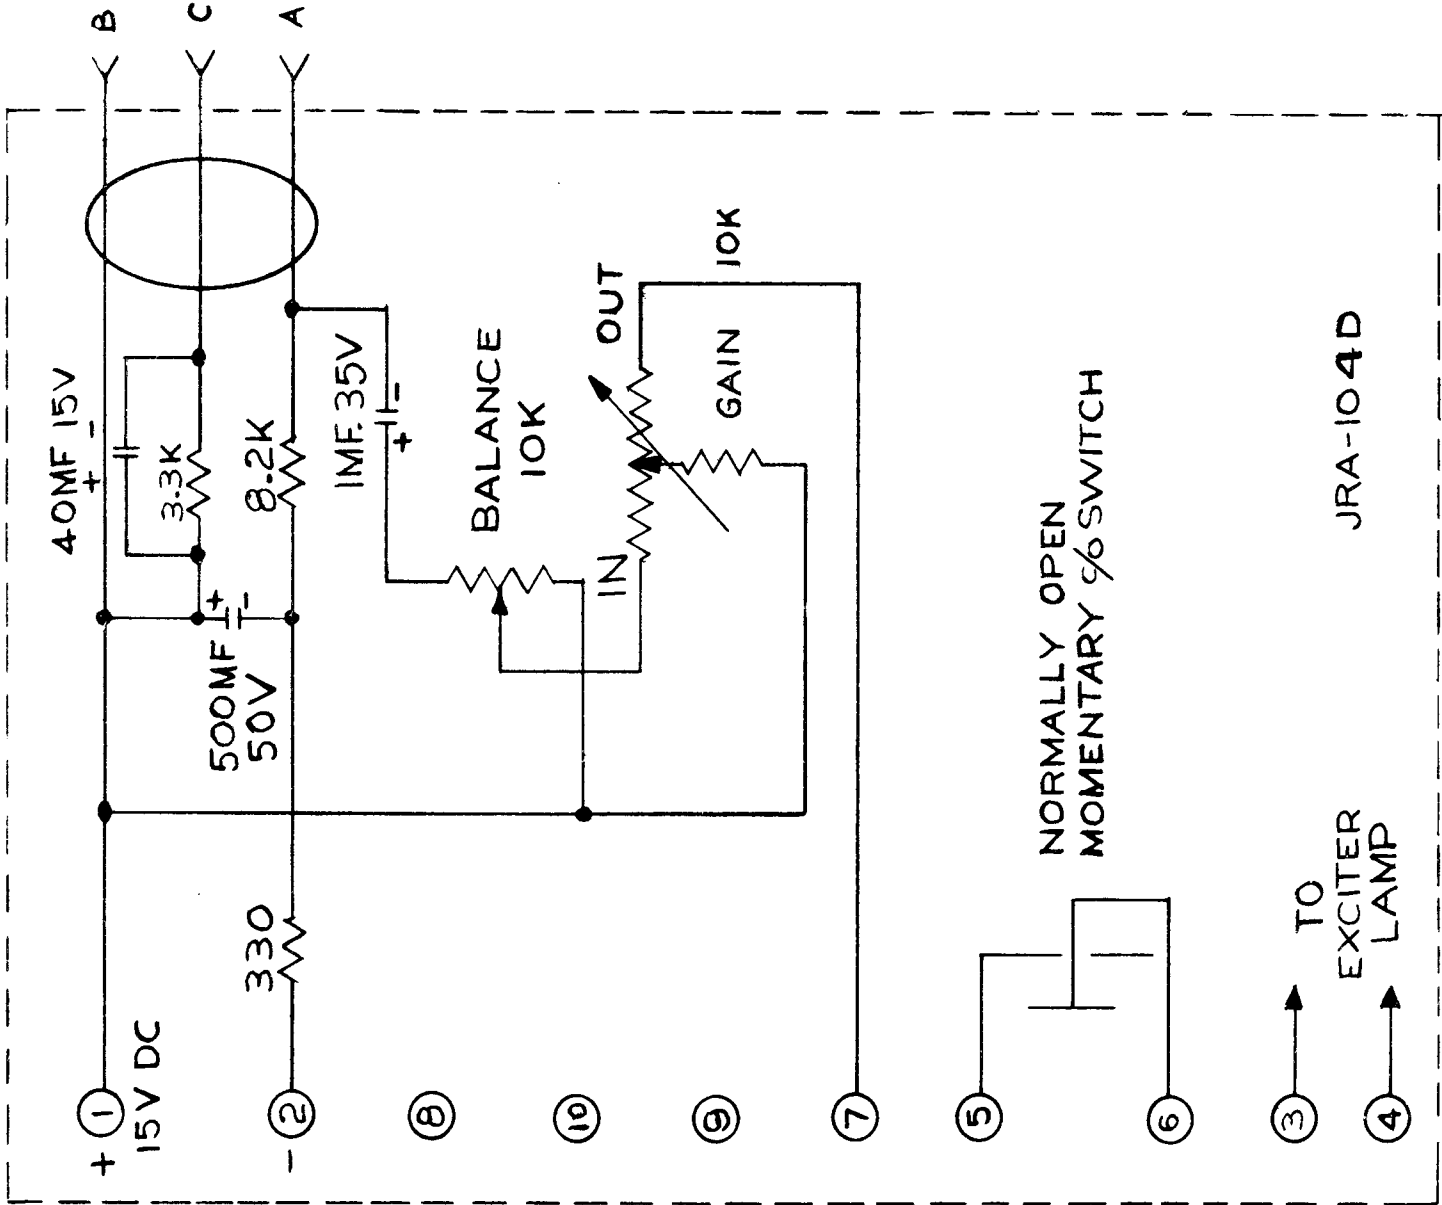 B
C
A
40MF 15V
+ -
3.3K
8.2K
+
-
500MF
50V
1MF. 35V
+ -
BALANCE
10K
IN
OUT
GAIN
10K
330
+ 1
15V DC
- 2
8
10
9
7
5
6
3
4
NORMALLY OPEN
MOMENTARY c/o SWITCH
TO
EXCITER
LAMP
JRA-104D